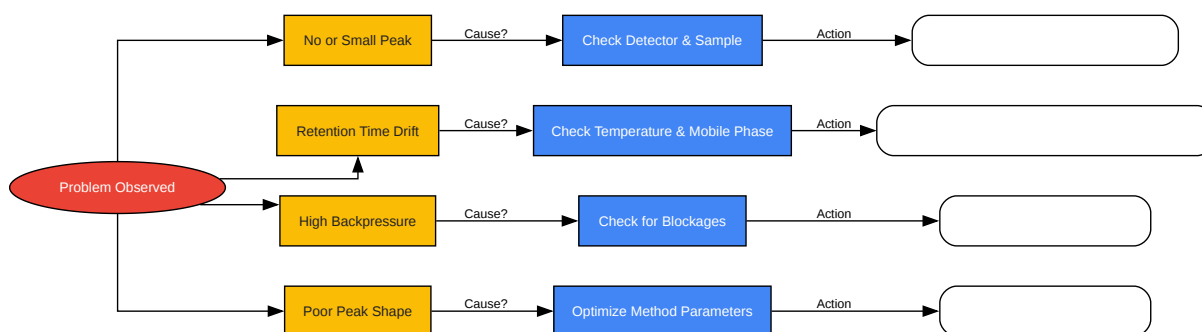 No or Small Peak
Cause?
Check Detector & Sample
Action
Retention Time Drift
Cause?
Check Temperature & Mobile Phase
Action
Problem Observed
High Backpressure
Cause?
Check for Blockages
Action
Poor Peak Shape
Cause?
Optimize Method Parameters
Action